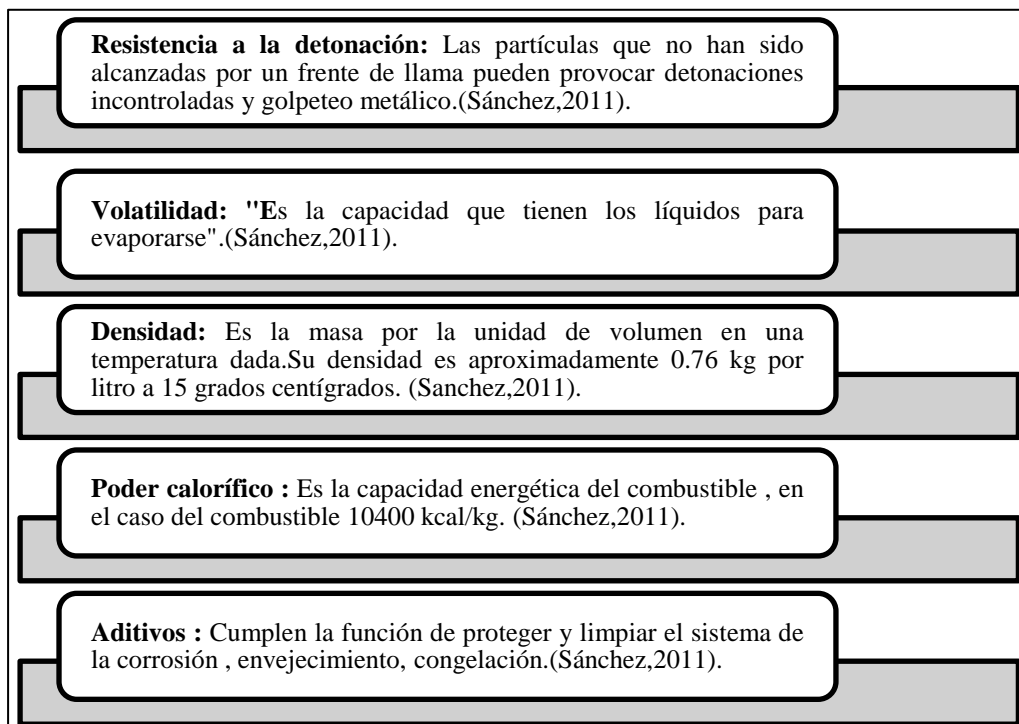 Resistencia a la detonación: Las partículas que no han sido
alcanzadas por un frente de llama pueden provocar detonaciones
incontroladas y golpeteo metálico.(Sánchez,2011).
Volatilidad: "Es la capacidad que tienen los líquidos para
evaporarse".(Sánchez,2011).
Densidad: Es la masa por la unidad de volumen en una
temperatura dada.Su densidad es aproximadamente 0.76 kg por
litro a 15 grados centígrados. (Sanchez,2011).
Poder calorífico : Es la capacidad energética del combustible , en
el caso del combustible 10400 kcal/kg. (Sánchez,2011).
Aditivos : Cumplen la función de proteger y limpiar el sistema de
la corrosión , envejecimiento, congelación.(Sánchez,2011).